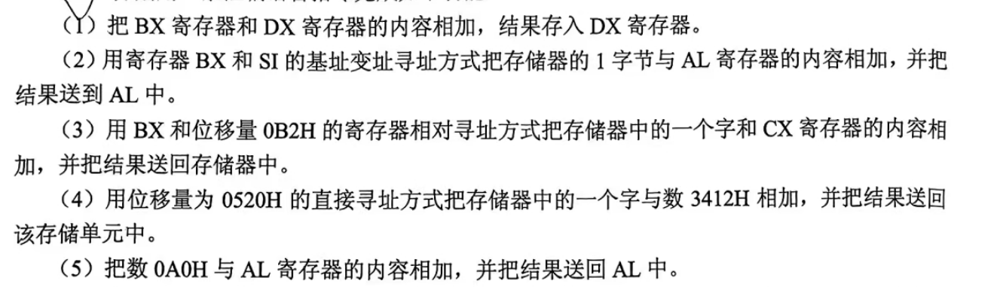 （1）把 BX 寄存器和 DX 寄存器的内容相加，结果存入 DX 寄存器。
（2）用寄存器 BX 和 SI 的基址变址寻址方式把存储器的 1 字节与 AL 寄存器的内容相加，并把
结果送到 AL 中。
（3）用 BX 和位移量 0B2H 的寄存器相对寻址方式把存储器中的一个字和 CX 寄存器的内容相
加，并把结果送回存储器中。
（4）用位移量为 0520H 的直接寻址方式把存储器中的一个字与数 3412H 相加，并把结果送回
该存储单元中。
（5）把数 0A0H 与 AL 寄存器的内容相加，并把结果送回 AL 中。